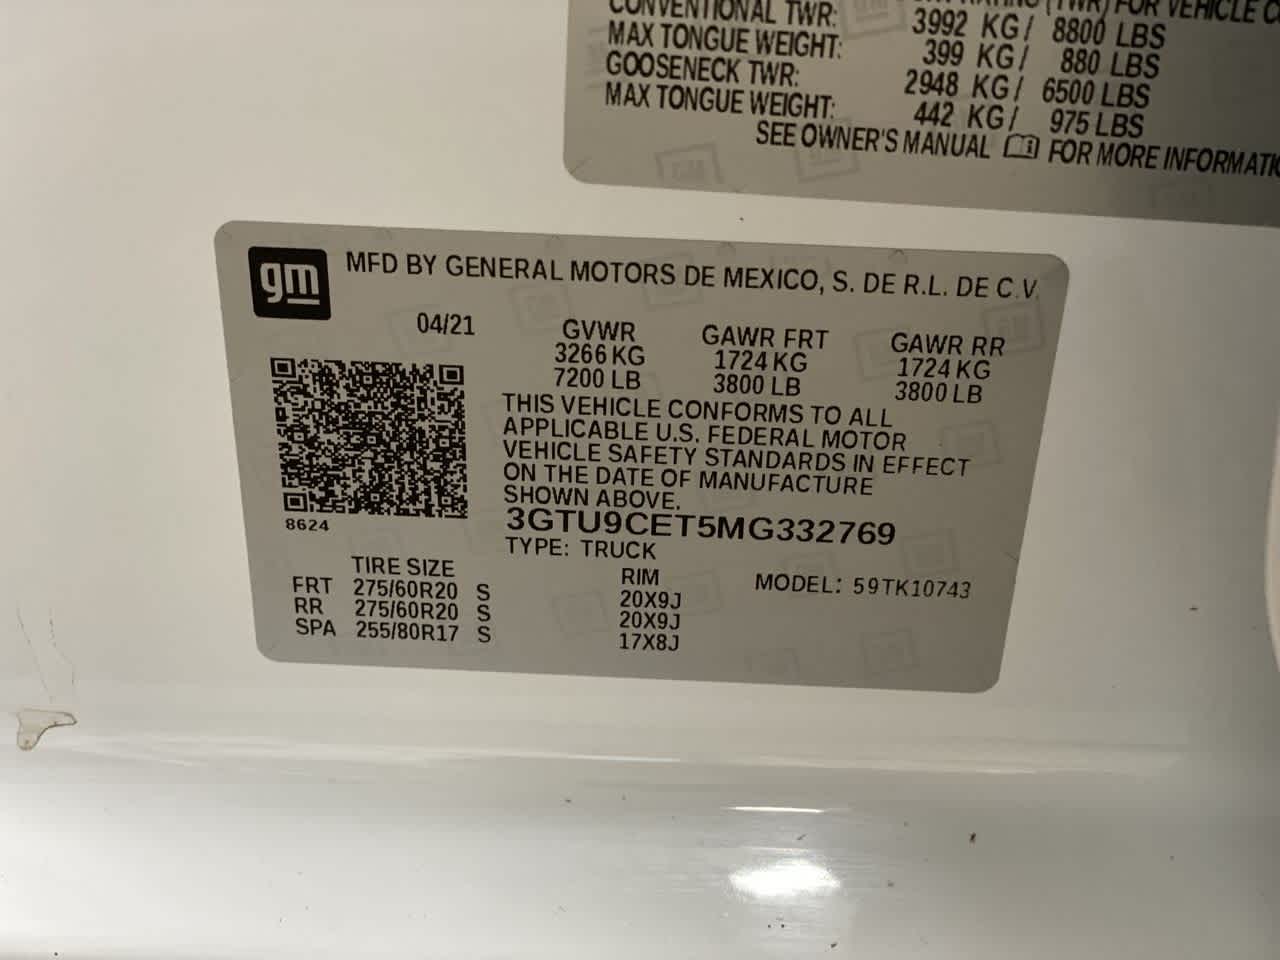 CONVENTIONAL TWR: 3992 KG/ 8800 LBS
MAX TONGUE WEIGHT: 399 KG/ 880 LBS
GOOSENECK TWR: 2948 KG/ 6500 LBS
MAX TONGUE WEIGHT: 442 KG/ 975 LBS
SEE OWNER'S MANUAL FOR MORE
gm MFD BY GENERAL MOTORS DE MEXICO, S. DE R.L. DE C.V.
04/21 GVWR GAWR FRT GAWR RR
3266 KG 1724 KG 1724 KG
7200 LB 3800 LB 3800 LB
THIS VEHICLE CONFORMS TO ALL
APPLICABLE U.S. FEDERAL MOTOR
VEHICLE SAFETY STANDARDS IN EFFECT
ON THE DATE OF MANUFACTURE
SHOWN ABOVE.
8624 3GTU9CET5MG332769
TYPE: TRUCK
TIRE SIZE RIM MODEL: 59TK10743
FRT 275/60R20 S 20X9J
RR 275/60R20 S 20X9J
SPA 255/80R17 S 17X8J